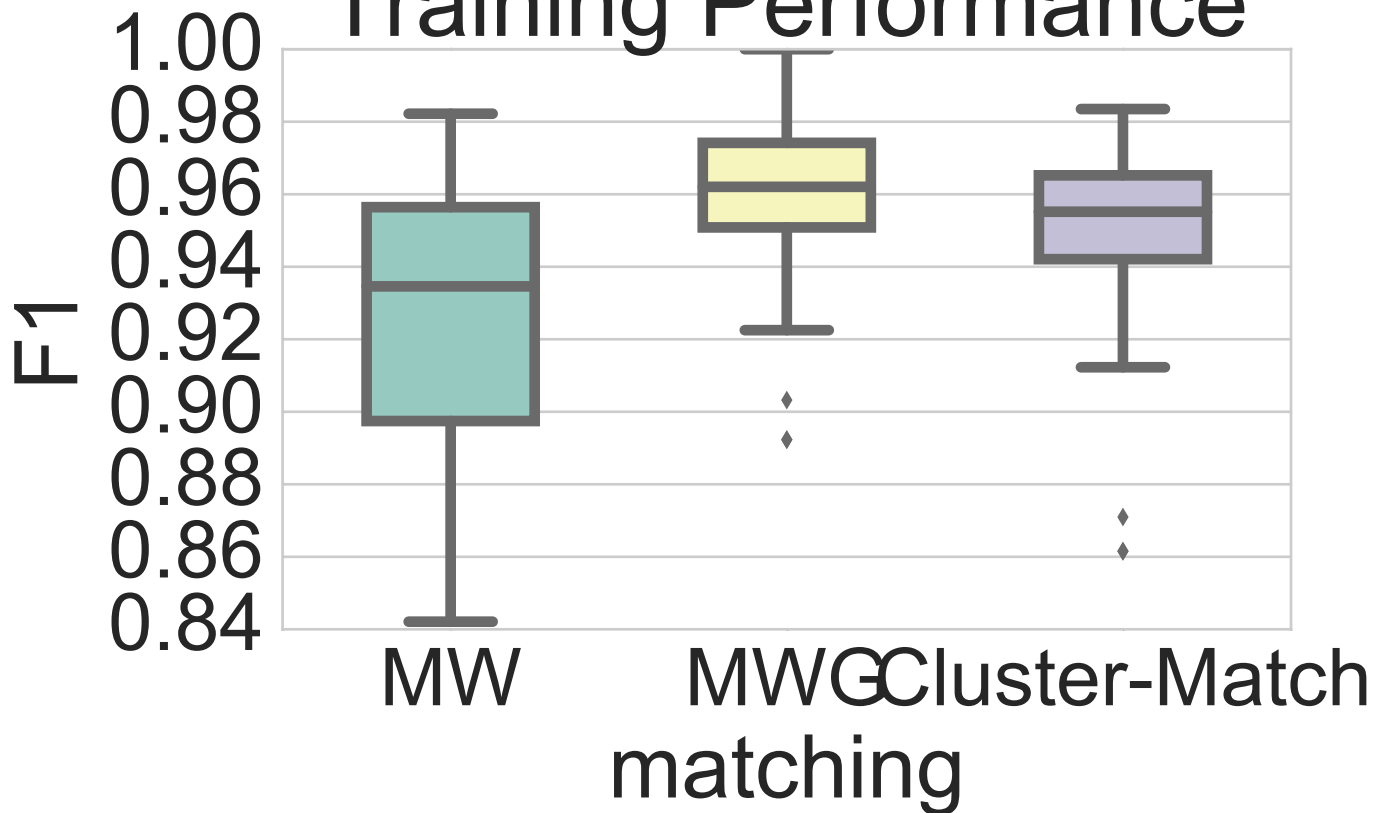 Training Performance
1.00
0.98
0.96
0.94
0.92
0.90
0.88
0.86
0.84
F1
MW
MWG
Cluster-Match
matching